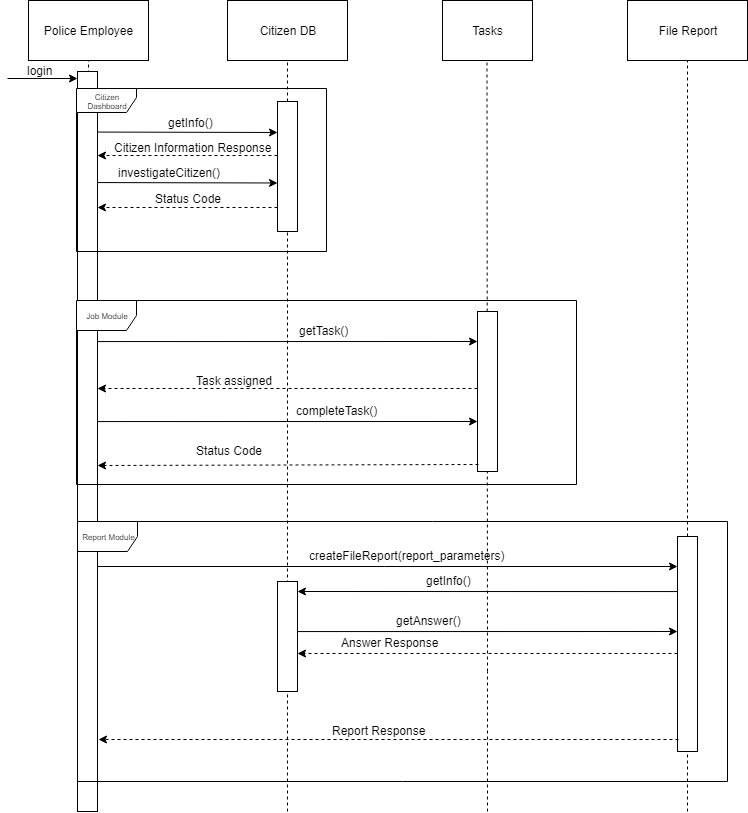 Police Employee
Citizen DB
Tasks
File Report
login
Citizen
Dashboard
getInfo()
Citizen Information Response
investigateCitizen()
Status Code
Job Module
getTask()
Task assigned
completeTask()
Status Code
Report Module
createFileReport(report_parameters)
getInfo()
getAnswer()
Answer Response
Report Response